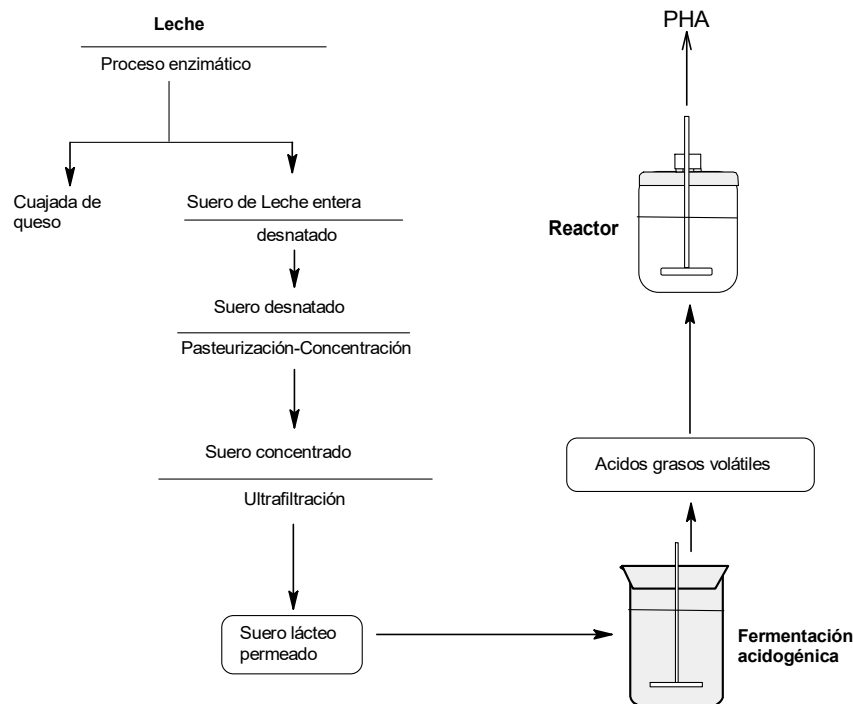 Leche
Proceso enzimático
Cuajada de
queso
Suero de Leche entera
desnatado
Suero desnatado
Pasteurización-Concentración
Suero concentrado
Ultrafiltración
Suero lácteo
permeado
Fermentación
acidogénica
Acidos grasos volátiles
Reactor
PHA